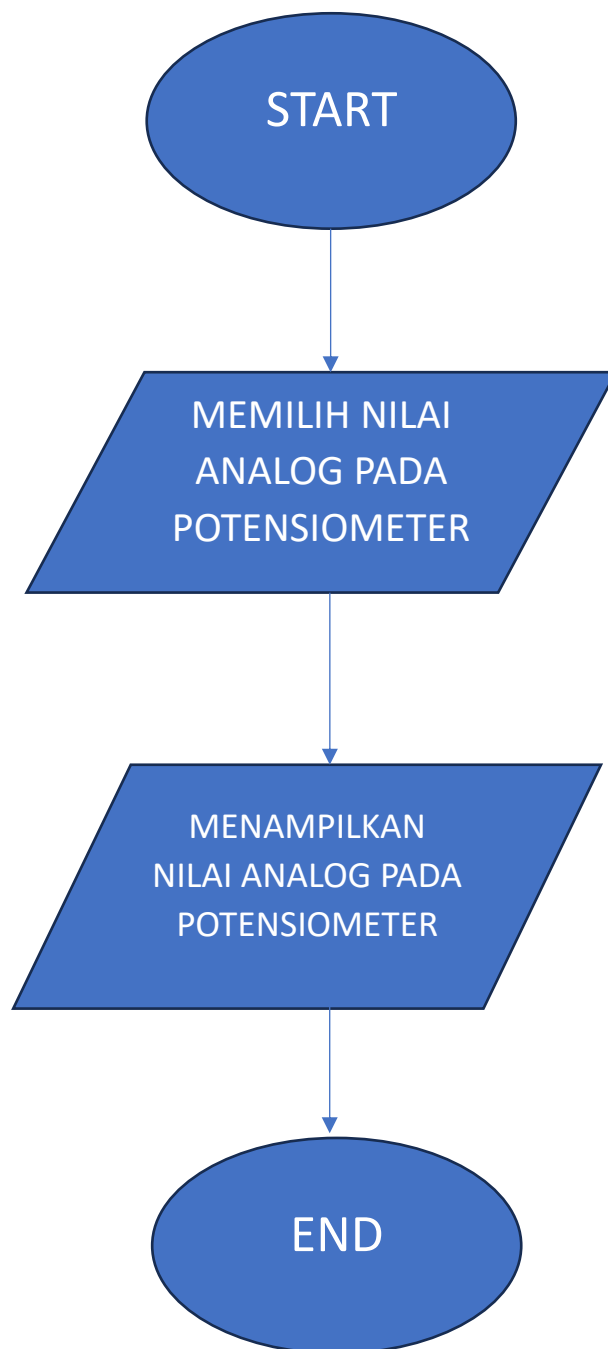 START
MEMILIH NILAI
ANALOG PADA
POTENSIOMETER
MENAMPILKAN
NILAI ANALOG PADA
POTENSIOMETER
END